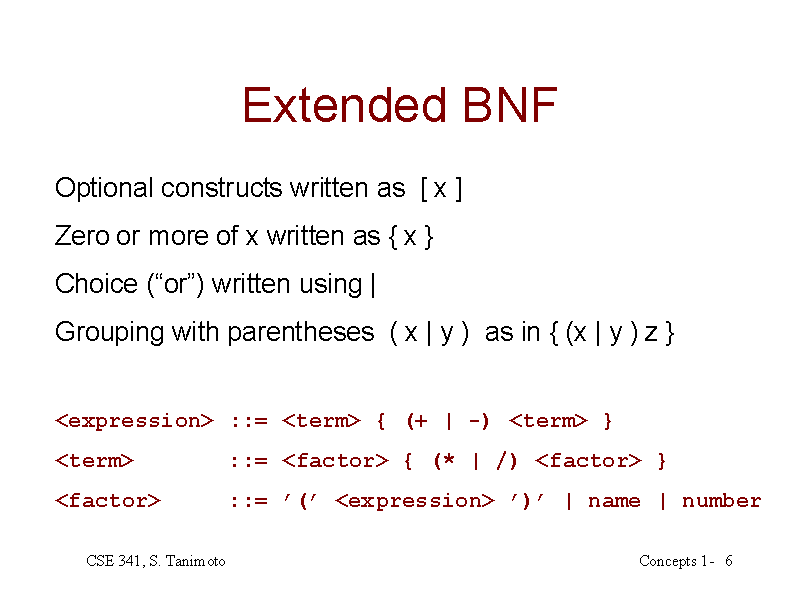 Extended BNF
Optional constructs written as [ x ]
Zero or more of x written as { x }
Choice (“or”) written using |
Grouping with parentheses ( x | y ) as in { (x | y ) z }
<expression> ::= <term> { (+ | -) <term> }
<term> ::= <factor> { (* | /) <factor> }
<factor> ::= ’(’ <expression> ’)’ | name | number
CSE 341, S. Tanimoto
Concepts 1 - 6